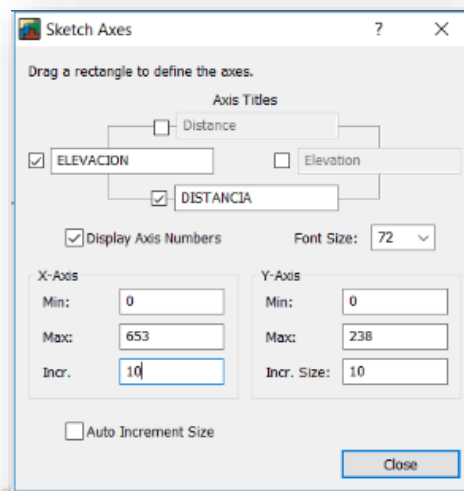 Sketch Axes ? ×
Drag a rectangle to define the axes.
Axis Titles
Distance
ELEVACION Elevation
DISTANCIA
Display Axis Numbers Font Size: 72
X-Axis Y-Axis
Min: 0 Min: 0
Max: 653 Max: 238
Incr. 10 Incr. Size: 10
Auto Increment Size
Close